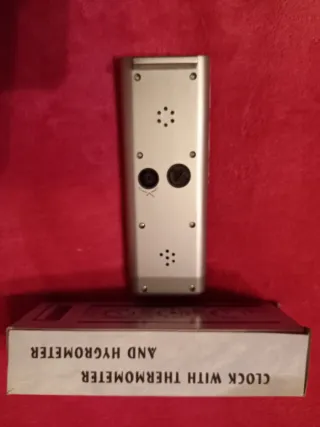 CLOCK WITH THERMOMETER
AND HYGROMETER